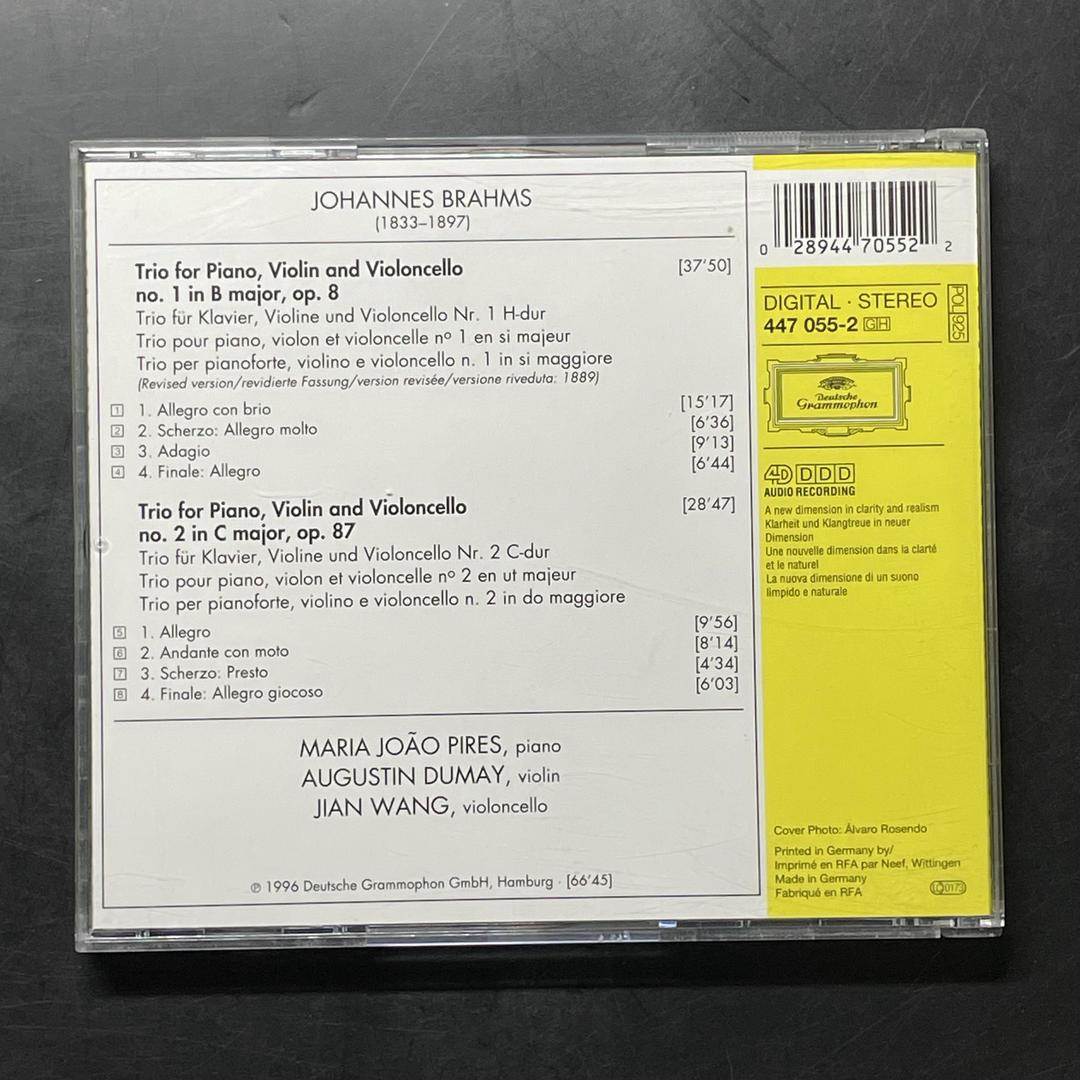 JOHANNES BRAHMS
(1833–1897)
Trio for Piano, Violin and Violoncello [37'50]
no. 1 in B major, op. 8
Trio für Klavier, Violine und Violoncello Nr. 1 H-dur
Trio pour piano, violon et violoncelle nº 1 en si majeur
Trio per pianoforte, violino e violoncello n. 1 in si maggiore
(Revised version/revidierte Fassung/version revisée/versione riveduta: 1889)
1 1. Allegro con brio [15'17]
2 2. Scherzo: Allegro molto [6'36]
3 3. Adagio [9'13]
4 4. Finale: Allegro [6'44]
Trio for Piano, Violin and Violoncello [28'47]
no. 2 in C major, op. 87
Trio für Klavier, Violine und Violoncello Nr. 2 C-dur
Trio pour piano, violon et violoncelle nº 2 en ut majeur
Trio per pianoforte, violino e violoncello n. 2 in do maggiore
5 1. Allegro [9'56]
6 2. Andante con moto [8'14]
7 3. Scherzo: Presto [4'34]
8 4. Finale: Allegro giocoso [6'03]
MARIA JOÃO PIRES, piano
AUGUSTIN DUMAY, violin
JIAN WANG, violoncello
℗ 1996 Deutsche Grammophon GmbH, Hamburg · [66'45]
0 28944 70552 2
DIGITAL · STEREO
447 055-2 GH
POL 925
Deutsche
Grammophon
4D DDD
AUDIO RECORDING
A new dimension in clarity and realism
Klarheit und Klangtreue in neuer
Dimension
Une nouvelle dimension dans la clarté
et le naturel
La nuova dimensione di un suono
limpido e naturale
Cover Photo: Álvaro Rosendo
Printed in Germany by/
Imprimé en RFA par Neef, Wittingen
Made in Germany
Fabriqué en RFA
LC 0173